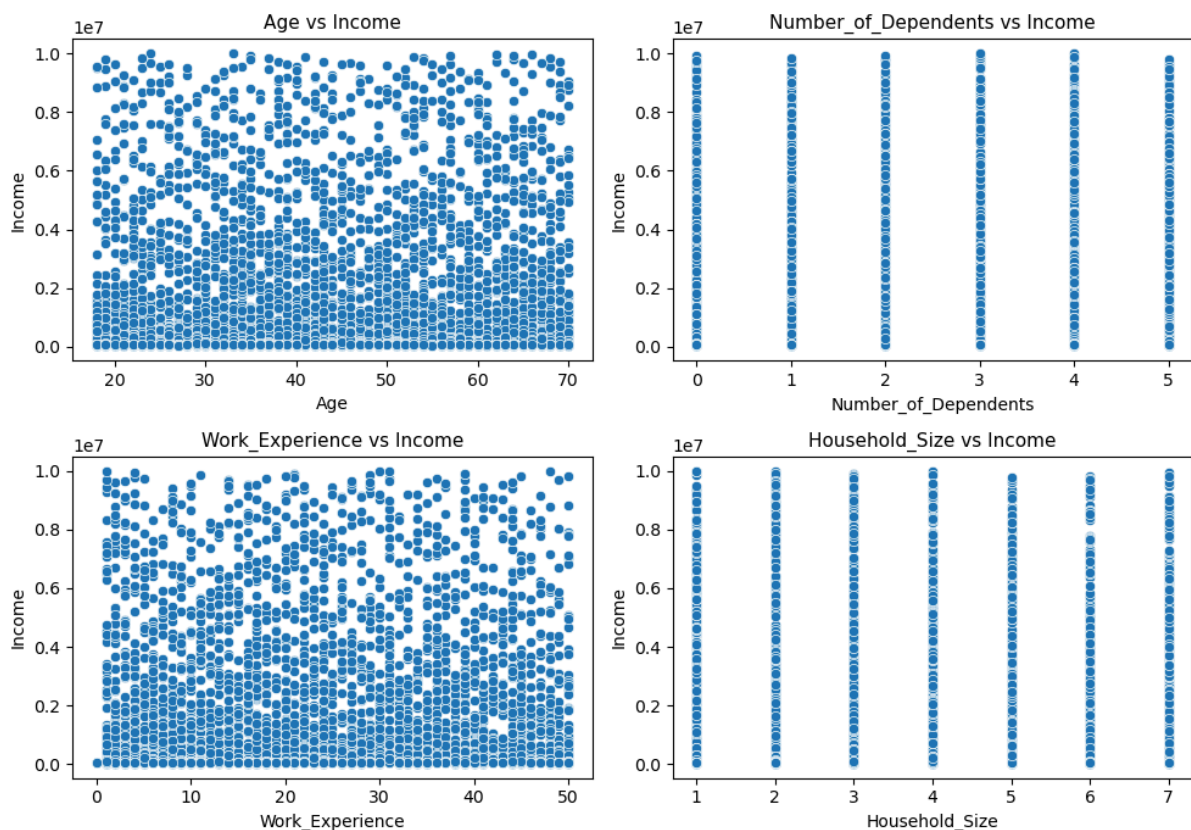 Age vs Income
1e7
1.0
0.8
0.6
0.4
0.2
0.0
Income
20 30 40 50 60 70
Age
Number_of_Dependents vs Income
1e7
1.0
0.8
0.6
0.4
0.2
0.0
Income
0 1 2 3 4 5
Number_of_Dependents
Work_Experience vs Income
1e7
1.0
0.8
0.6
0.4
0.2
0.0
Income
0 10 20 30 40 50
Work_Experience
Household_Size vs Income
1e7
1.0
0.8
0.6
0.4
0.2
0.0
Income
1 2 3 4 5 6 7
Household_Size